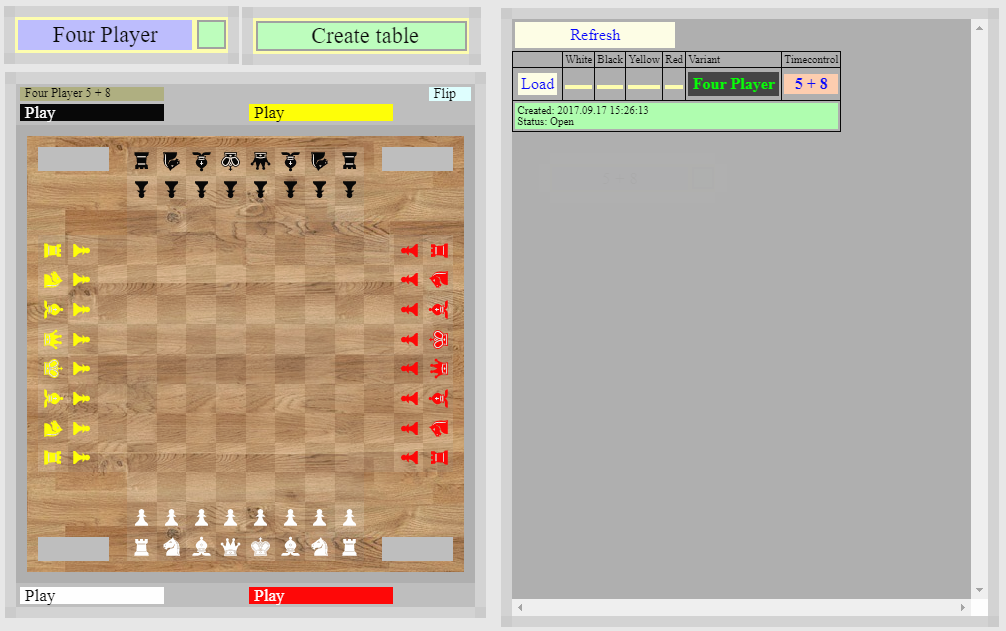 Four Player
Create table
Four Player 5 + 8
Flip
Play
Play
Play
Play
Refresh
White Black Yellow Red Variant Timecontrol
Load Four Player 5 + 8
Created: 2017.09.17 15:26:13
Status: Open